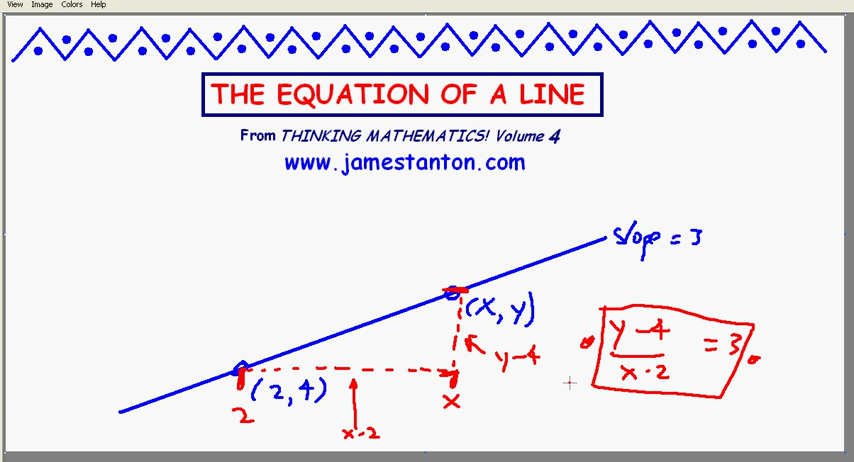 View Image Colors Help
THE EQUATION OF A LINE
From THINKING MATHEMATICS! Volume 4
www.jamestanton.com
slope = 3
(x, y)
y-4
(2, 4)
2
x-2
x
y-4
x-2
= 3